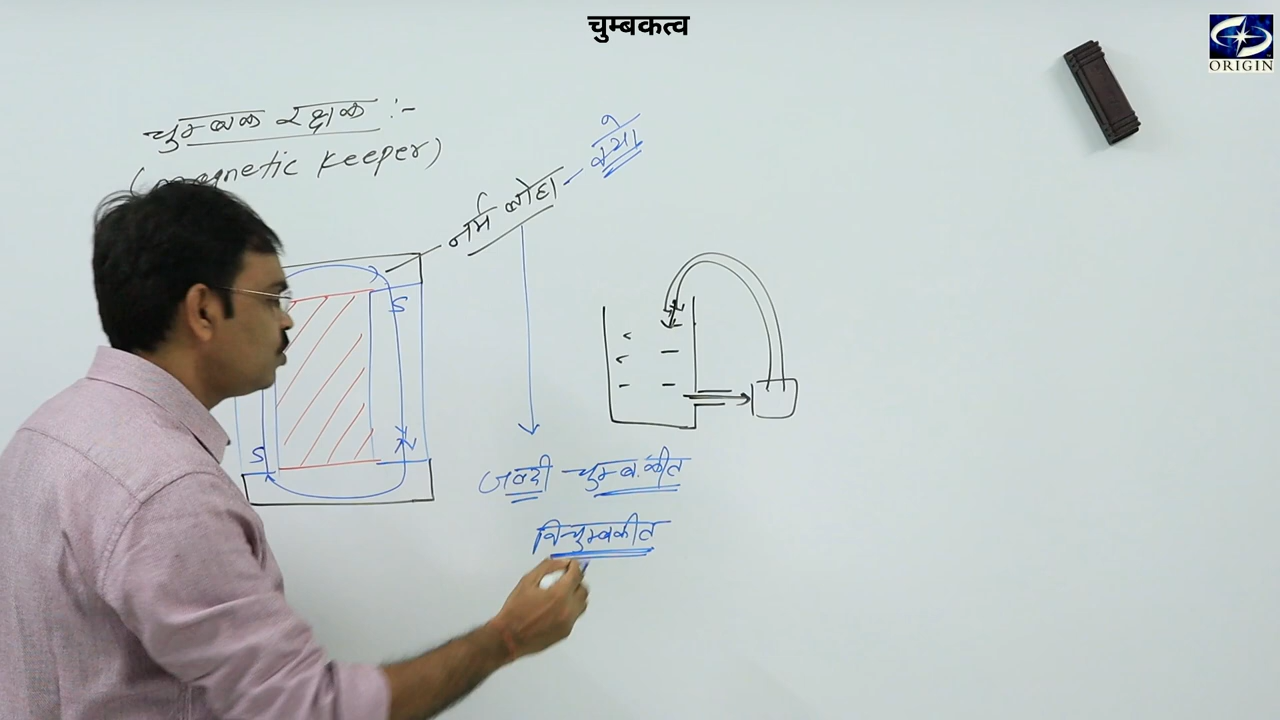 चुम्बकत्व
ORIGIN
चुम्बक रक्षक :-
(magnetic Keeper)
नर्म लोहा -
S
N
S
जल्दी चुम्बकीत
विचुम्बकीत